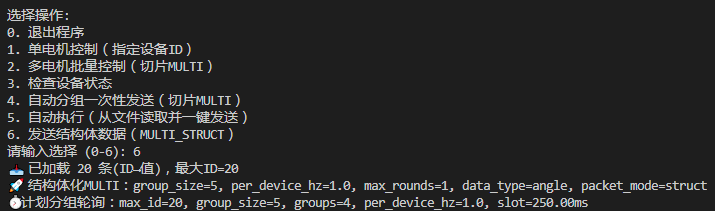 选择操作:
0. 退出程序
1. 单电机控制（指定设备ID）
2. 多电机批量控制（切片MULTI）
3. 检查设备状态
4. 自动分组一次性发送（切片MULTI）
5. 自动执行（从文件读取并一键发送）
6. 发送结构体数据（MULTI_STRUCT）
请输入选择 (0-6): 6
📥 已加载 20 条(ID→值)，最大ID=20
🚀 结构体化MULTI：group_size=5, per_device_hz=1.0, max_rounds=1, data_type=angle, packet_mode=struct
⏱计划分组轮询：max_id=20, group_size=5, groups=4, per_device_hz=1.0, slot=250.00ms